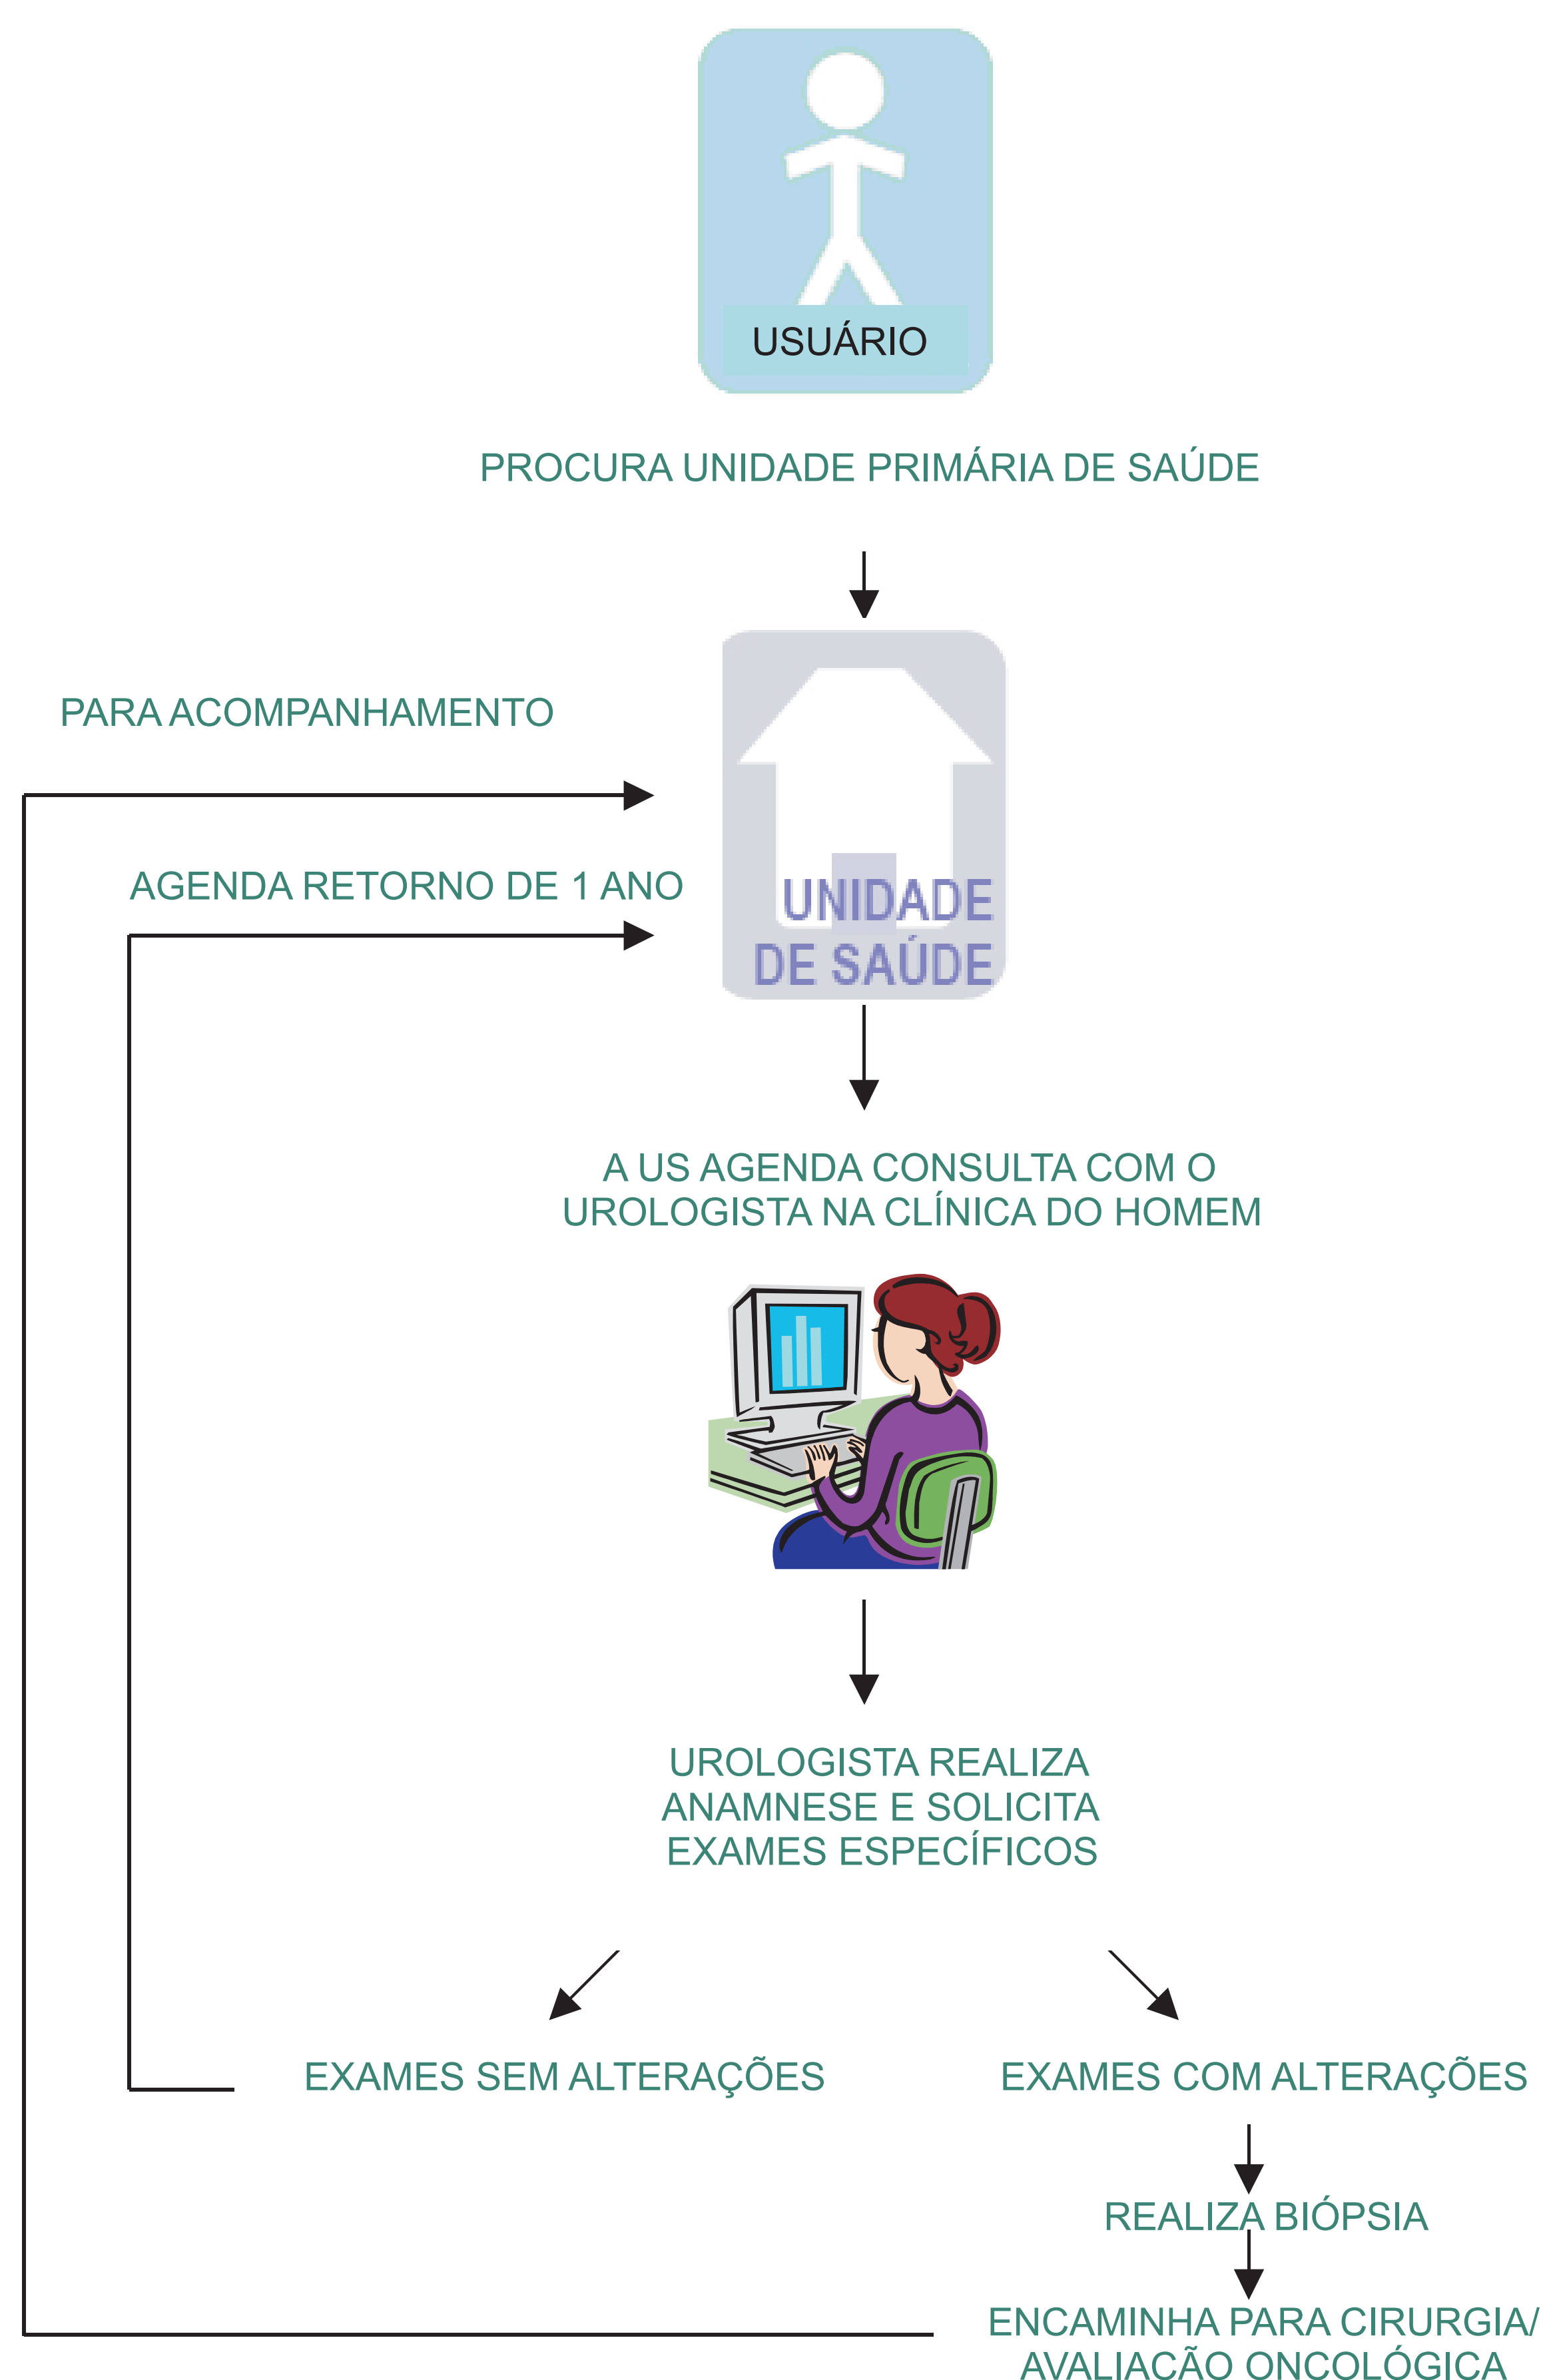 USUÁRIO
PROCURA UNIDADE PRIMÁRIA DE SAÚDE
PARA ACOMPANHAMENTO
AGENDA RETORNO DE 1 ANO
UNIDADE
DE SAÚDE
A US AGENDA CONSULTA COM O
UROLOGISTA NA CLÍNICA DO HOMEM
UROLOGISTA REALIZA
ANAMNESE E SOLICITA
EXAMES ESPECÍFICOS
EXAMES SEM ALTERAÇÕES
EXAMES COM ALTERAÇÕES
REALIZA BIÓPSIA
ENCAMINHA PARA CIRURGIA/
AVALIAÇÃO ONCOLÓGICA